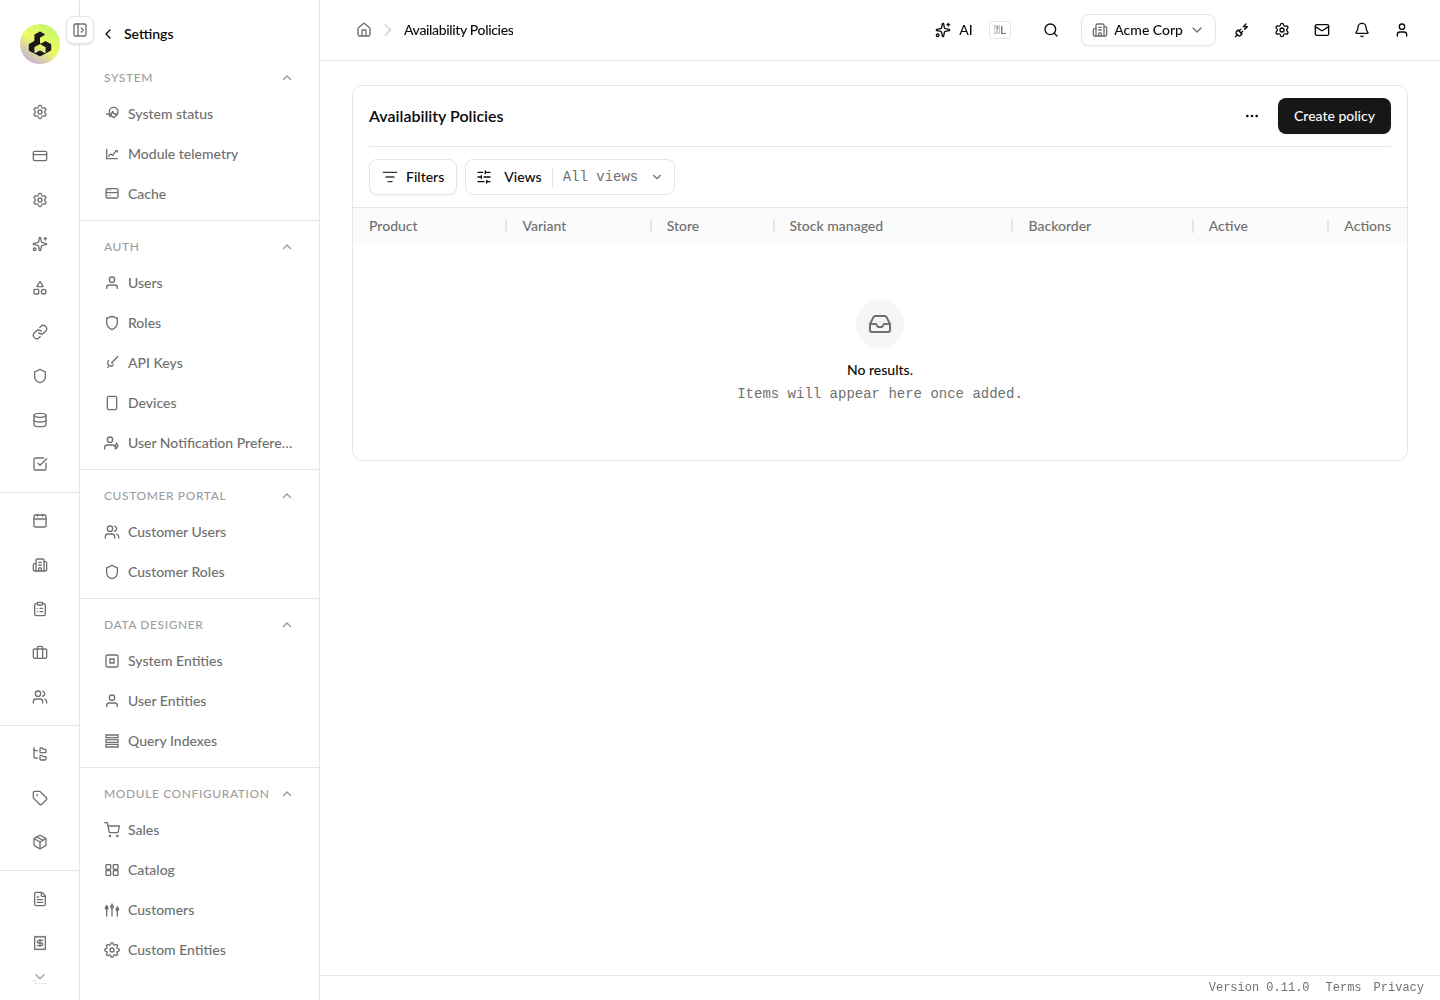 Settings
SYSTEM
System status
Module telemetry
Cache
AUTH
Users
Roles
API Keys
Devices
User Notification Prefere...
CUSTOMER PORTAL
Customer Users
Customer Roles
DATA DESIGNER
System Entities
User Entities
Query Indexes
MODULE CONFIGURATION
Sales
Catalog
Customers
Custom Entities
Availability Policies
AI
Acme Corp
Availability Policies
Create policy
Filters
Views All views
Product Variant Store Stock managed Backorder Active Actions
No results.
Items will appear here once added.
Version 0.11.0 Terms Privacy